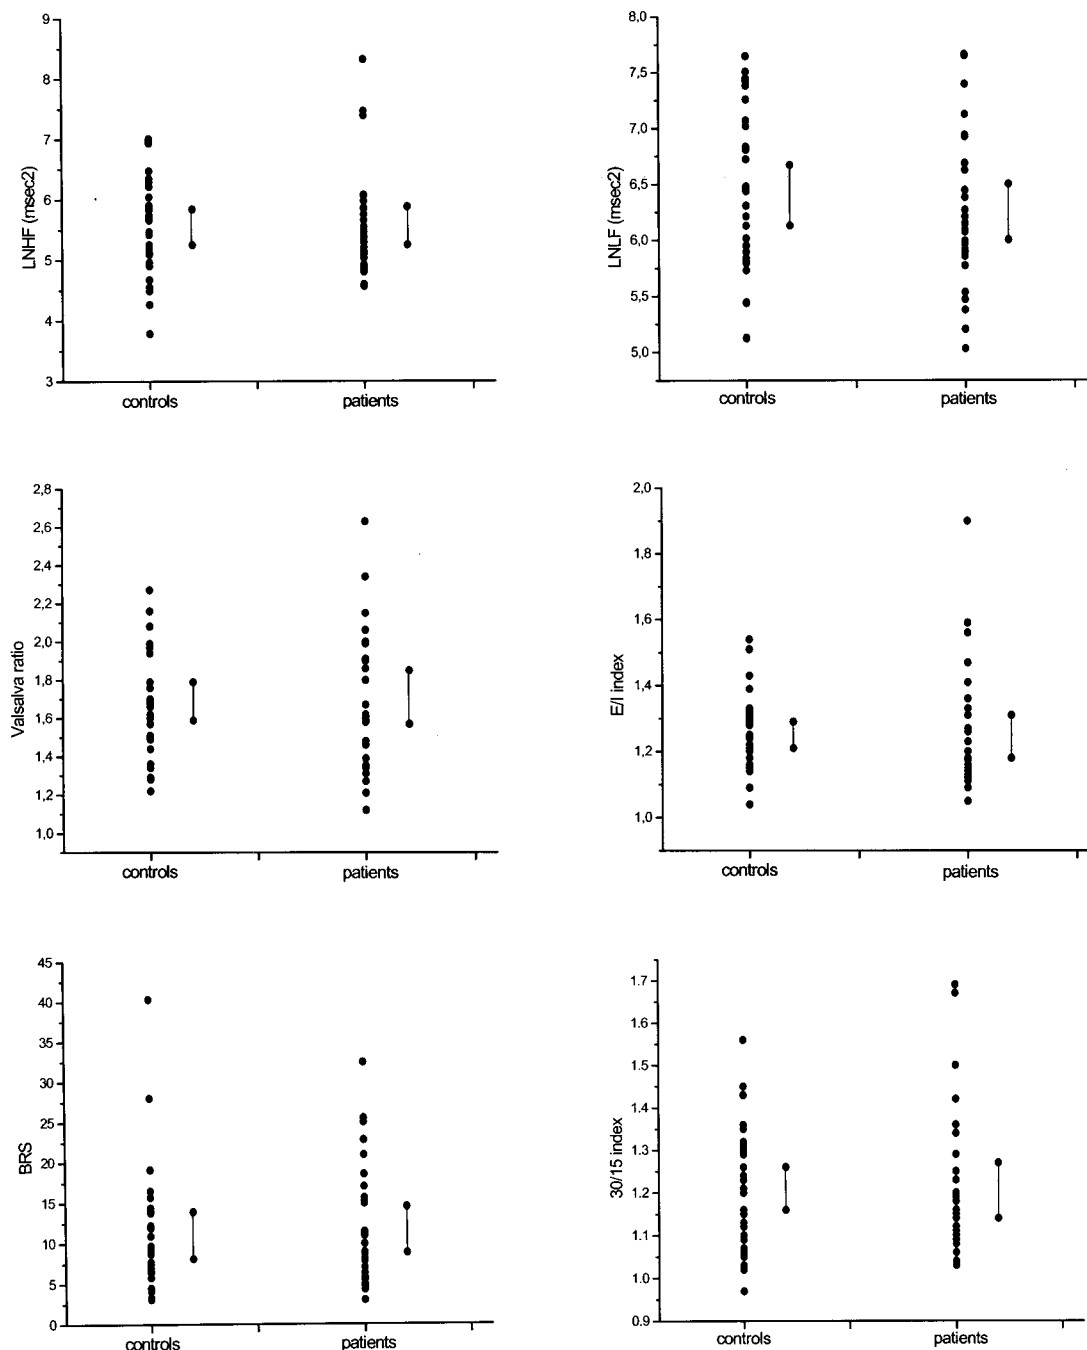 9
8
7
6
5
4
3
LNHF (msec2)
controls
patients
8,0
7,5
7,0
6,5
6,0
5,5
5,0
LNLF (msec2)
controls
patients
2,8
2,6
2,4
2,2
2,0
1,8
1,6
1,4
1,2
1,0
Valsalva ratio
controls
patients
2,0
1,8
1,6
1,4
1,2
1,0
E/I index
controls
patients
45
40
35
30
25
20
15
10
5
0
BRS
controls
patients
1.7
1.6
1.5
1.4
1.3
1.2
1.1
1.0
0.9
30/15 index
controls
patients